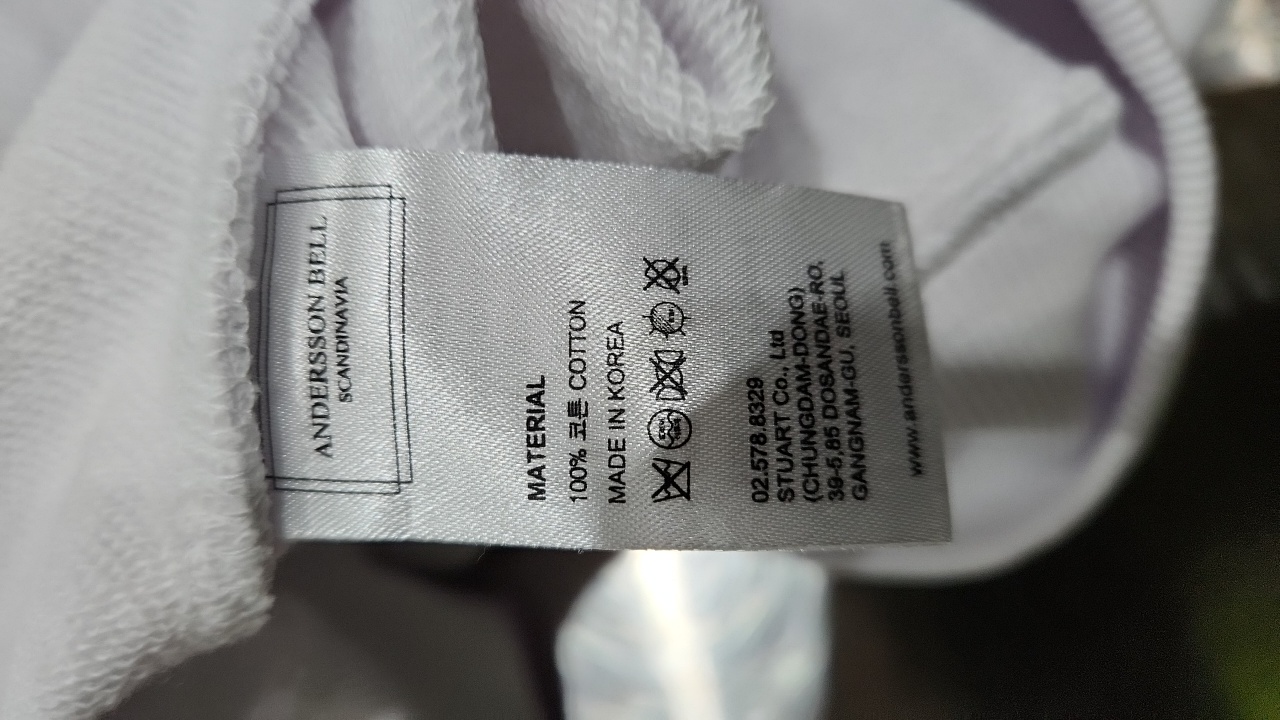 ANDERSSON BELL
SCANDINAVIA
MATERIAL
100% 코튼 COTTON
MADE IN KOREA
02.578.8329
STUART Co., Ltd
(CHUNGDAM-DONG)
39-5,85 DOSANDAE-RO,
GANGNAM-GU, SEOUL
www.anderssonbell.com